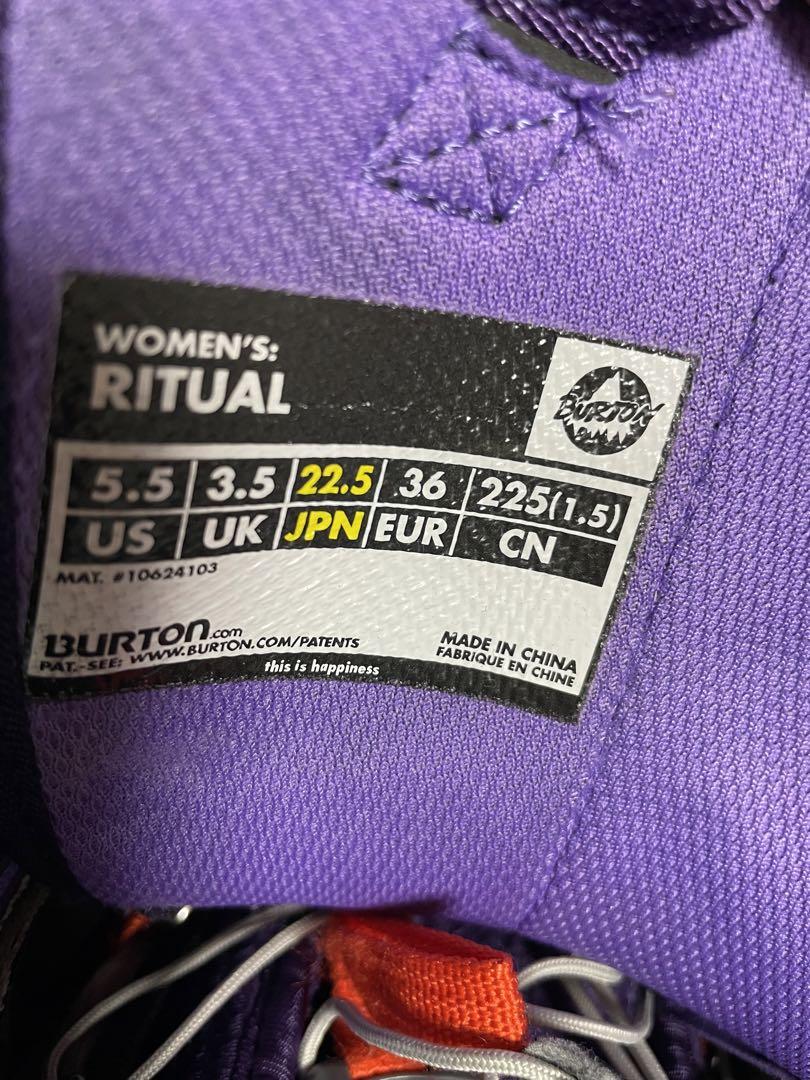 WOMEN'S:
RITUAL
BURTON
5.5 3.5 22.5 36 225(1.5)
US UK JPN EUR CN
MAT. #10624103
BURTON.com
PAT.-SEE: WWW.BURTON.COM/PATENTS
this is happiness
MADE IN CHINA
FABRIQUE EN CHINE